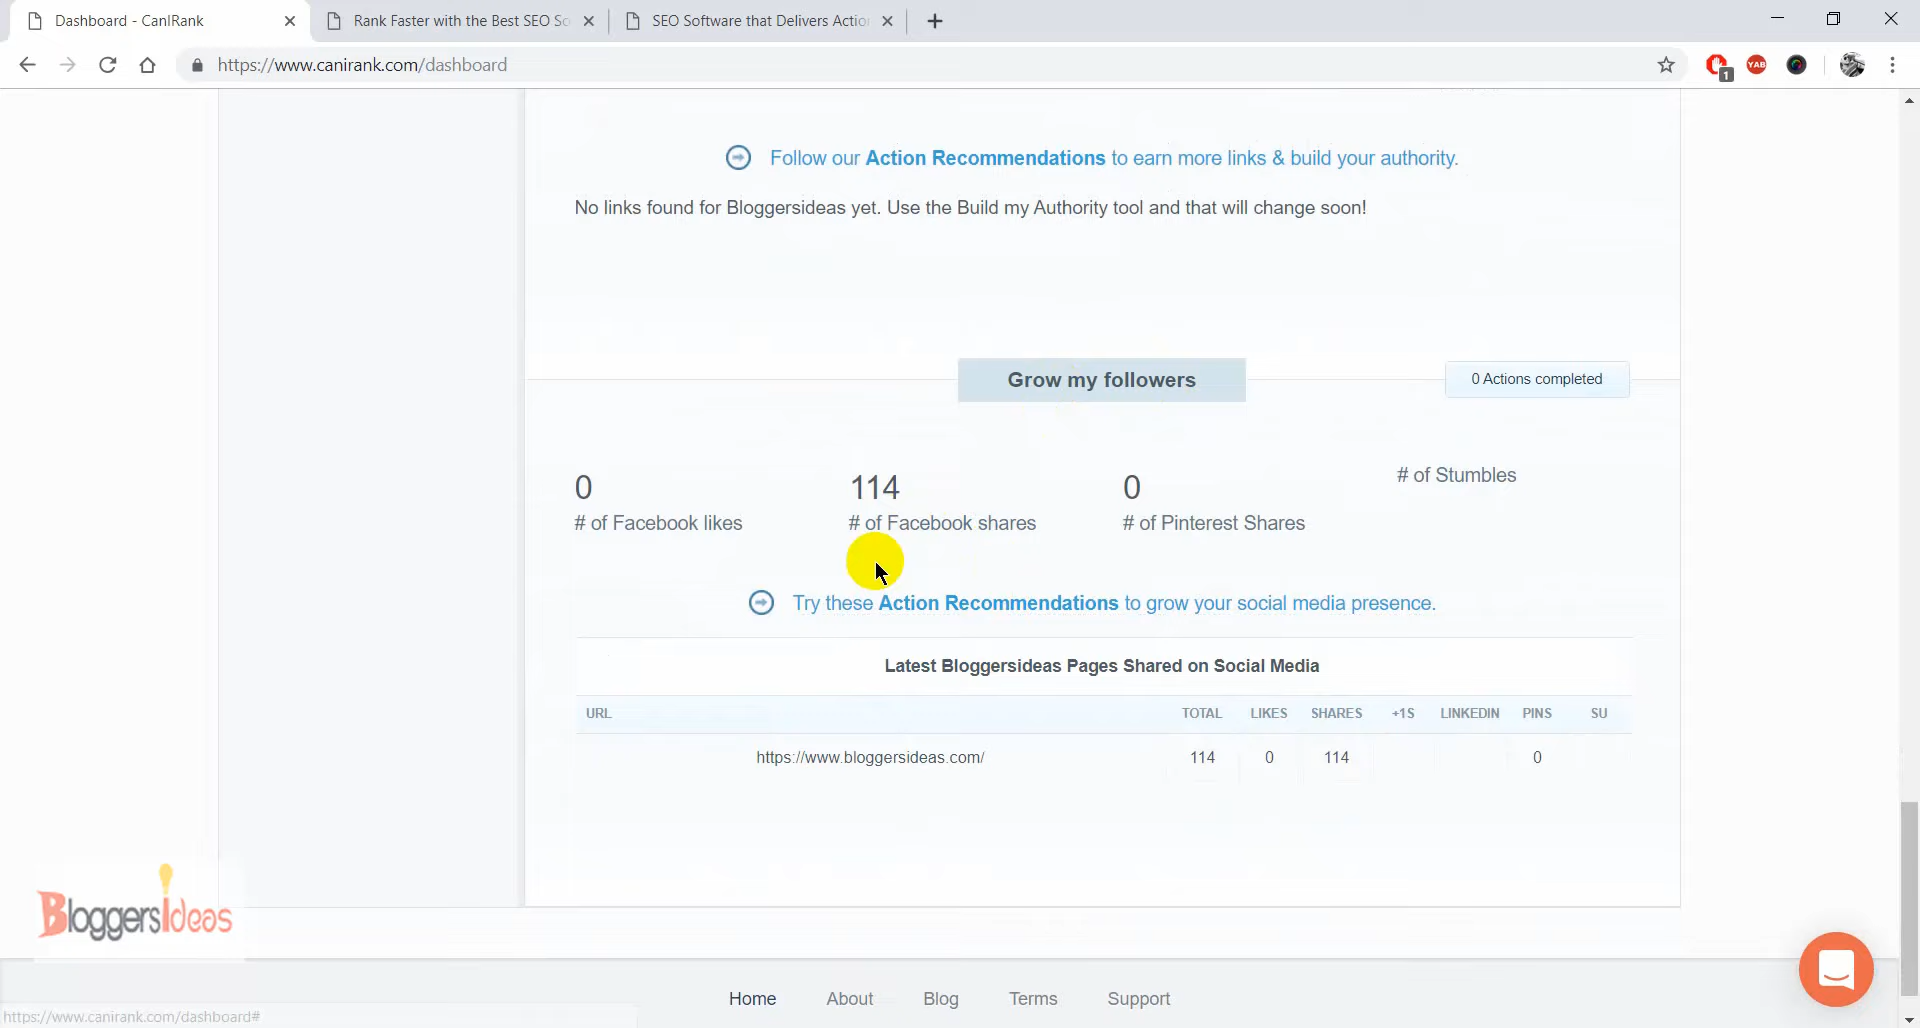 Dashboard - CanIRank
Rank Faster with the Best SEO So
SEO Software that Delivers Action
https://www.canirank.com/dashboard
1
YAB
Follow our Action Recommendations to earn more links & build your authority.
No links found for Bloggersideas yet. Use the Build my Authority tool and that will change soon!
Grow my followers
0 Actions completed
0
114
0
# of Stumbles
# of Facebook likes
# of Facebook shares
# of Pinterest Shares
Try these Action Recommendations to grow your social media presence.
Latest Bloggersideas Pages Shared on Social Media
URL TOTAL LIKES SHARES +1S LINKEDIN PINS SU
https://www.bloggersideas.com/ 114 0 114 0
BloggersIdeas
Home About Blog Terms Support
https://www.canirank.com/dashboard#